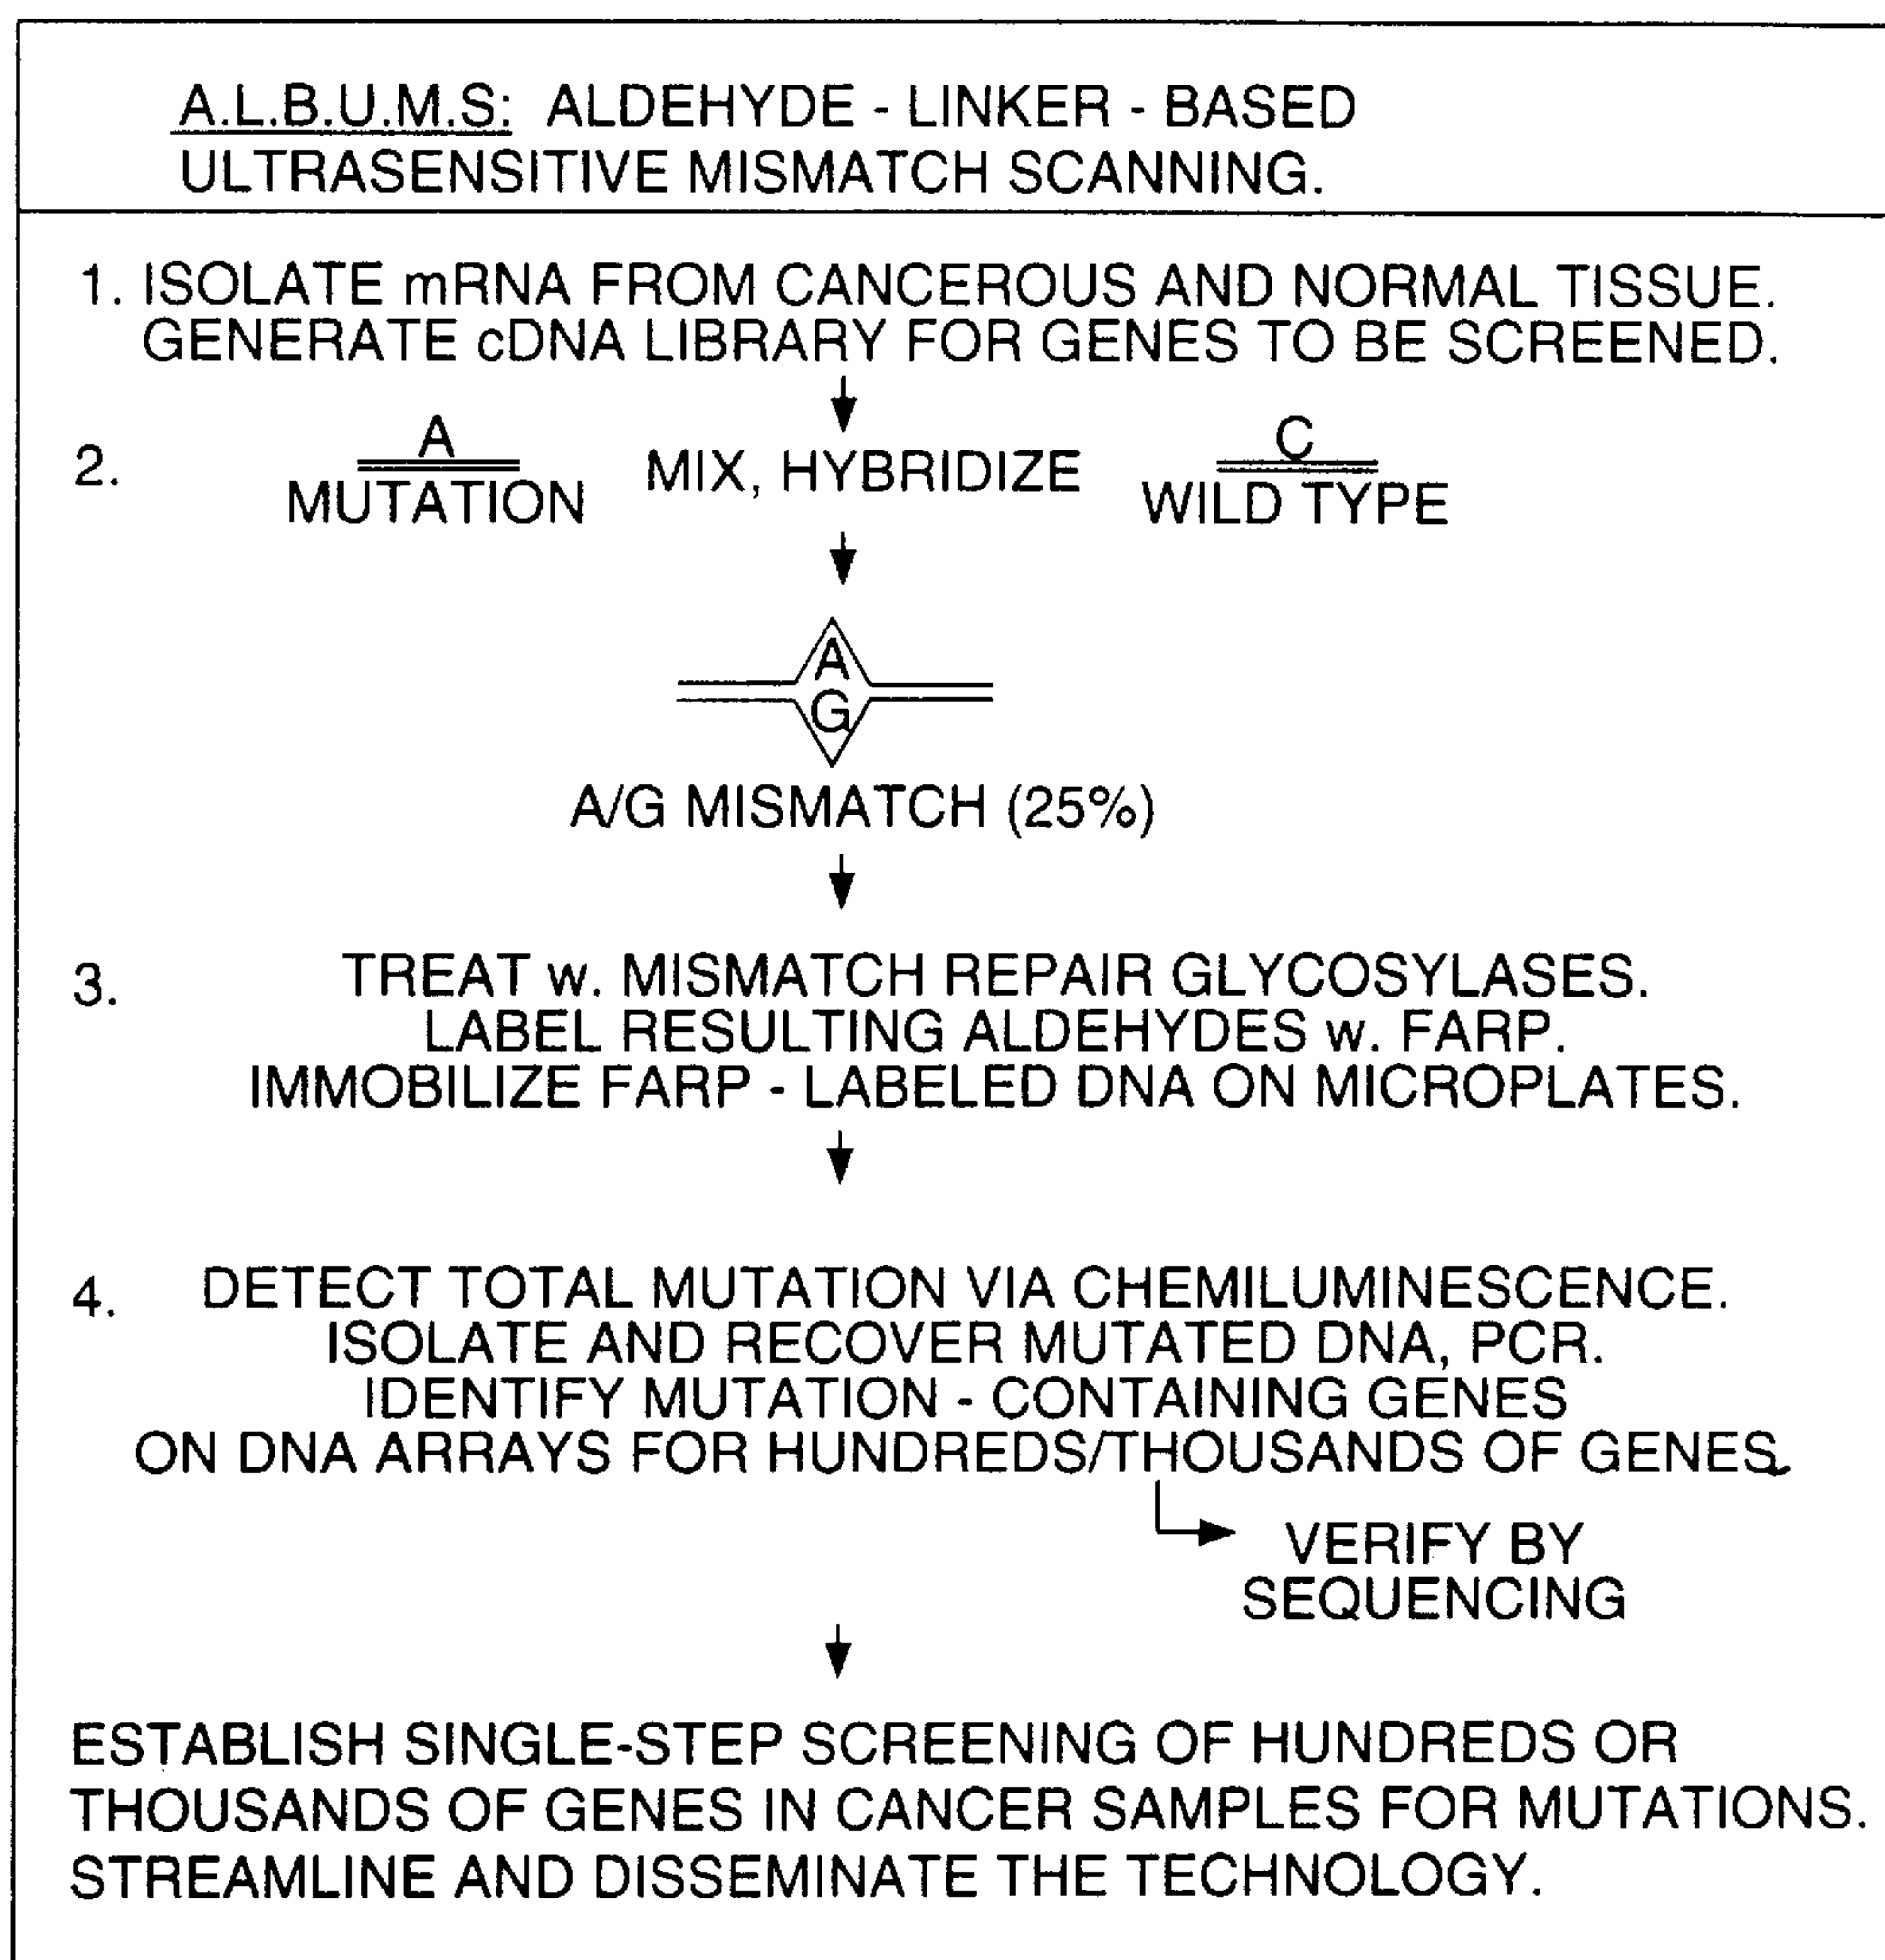 A.L.B.U.M.S: ALDEHYDE - LINKER - BASED
ULTRASENSITIVE MISMATCH SCANNING.
1. ISOLATE mRNA FROM CANCEROUS AND NORMAL TISSUE.
GENERATE cDNA LIBRARY FOR GENES TO BE SCREENED.
2.
A
MUTATION
MIX, HYBRIDIZE
C
WILD TYPE
A
G
A/G MISMATCH (25%)
3.
TREAT w. MISMATCH REPAIR GLYCOSYLASES.
LABEL RESULTING ALDEHYDES w. FARP.
IMMOBILIZE FARP - LABELED DNA ON MICROPLATES.
4.
DETECT TOTAL MUTATION VIA CHEMILUMINESCENCE.
ISOLATE AND RECOVER MUTATED DNA, PCR.
IDENTIFY MUTATION - CONTAINING GENES
ON DNA ARRAYS FOR HUNDREDS/THOUSANDS OF GENES.
VERIFY BY
SEQUENCING
ESTABLISH SINGLE-STEP SCREENING OF HUNDREDS OR
THOUSANDS OF GENES IN CANCER SAMPLES FOR MUTATIONS.
STREAMLINE AND DISSEMINATE THE TECHNOLOGY.